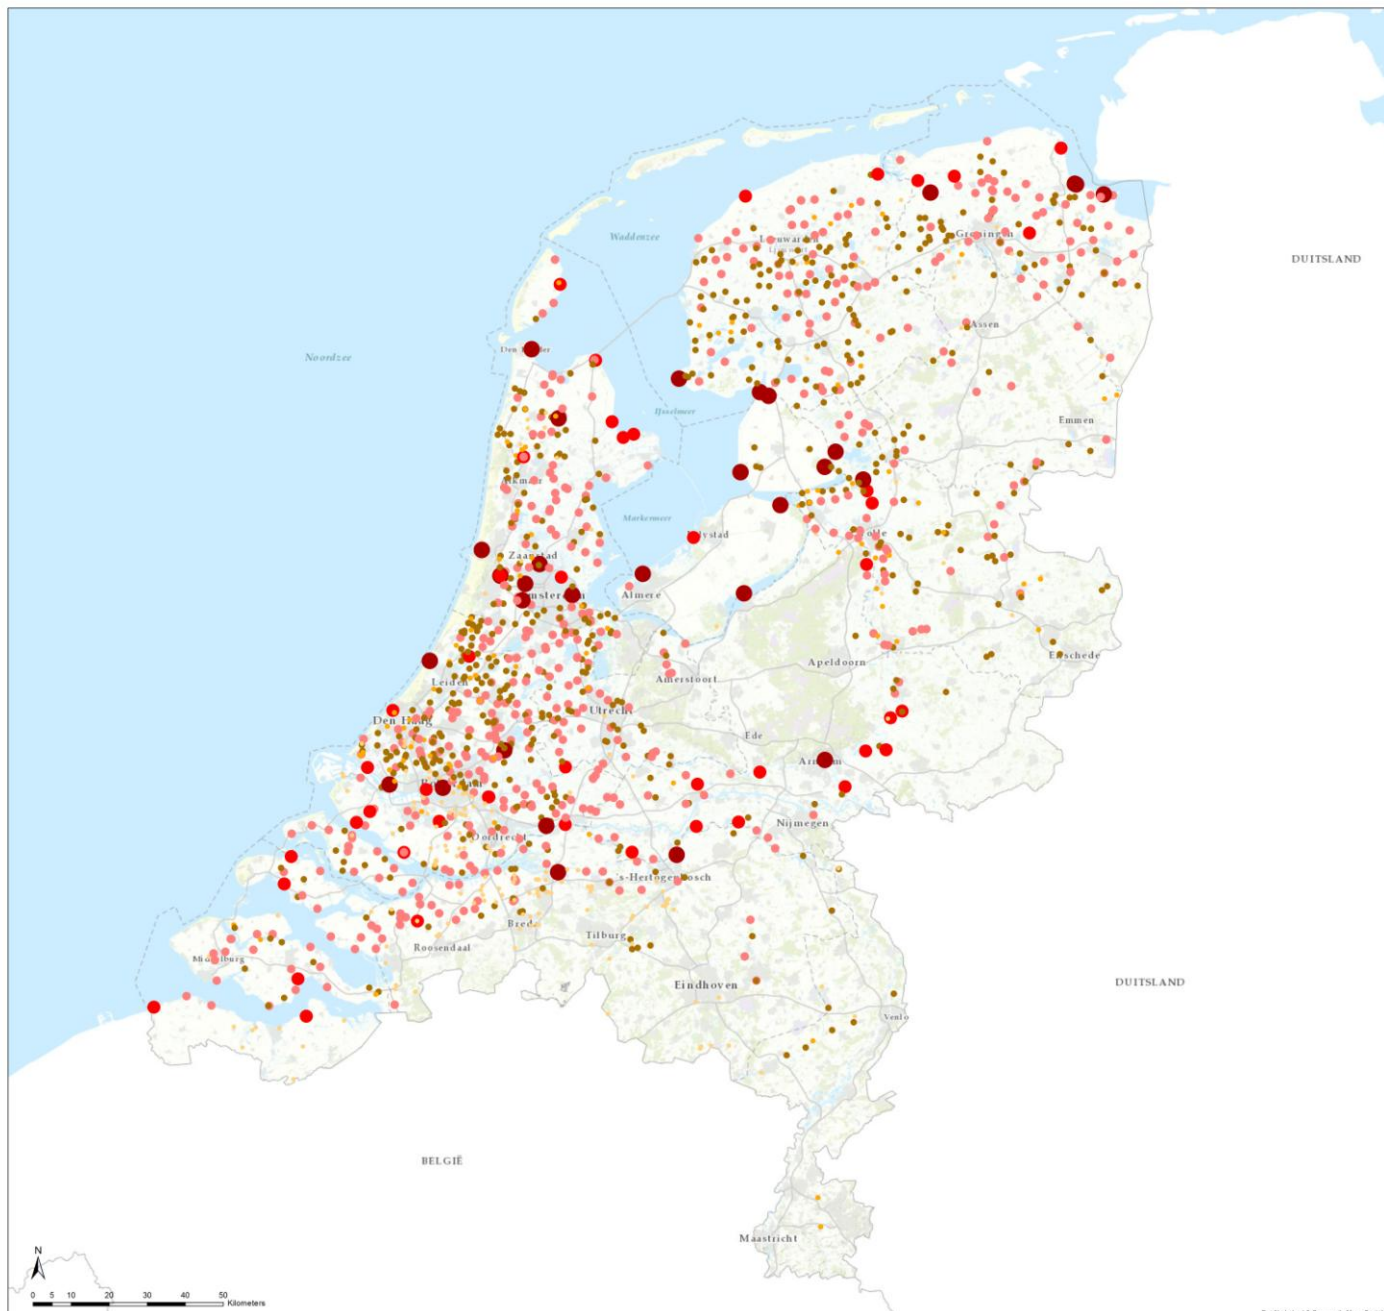 DUITSLAND
Waddenzee
Leeuwarden
Groningen
Assen
Noordzee
IJsselmeer
Emmen
Alkmaar
Markermeer
Lelystad
Zaanstad
Amsterdam
Almere
Enschede
Apeldoorn
Leiden
Amersfoort
Den Haag
Utrecht
Ede
Arnhem
Rotterdam
Nijmegen
Dordrecht
's-Hertogenbosch
Breda
Tilburg
Roosendaal
Middelburg
Eindhoven
DUITSLAND
Venlo
BELGIË
Maastricht
N
0 5 10 20 30 40 50
Kilometers